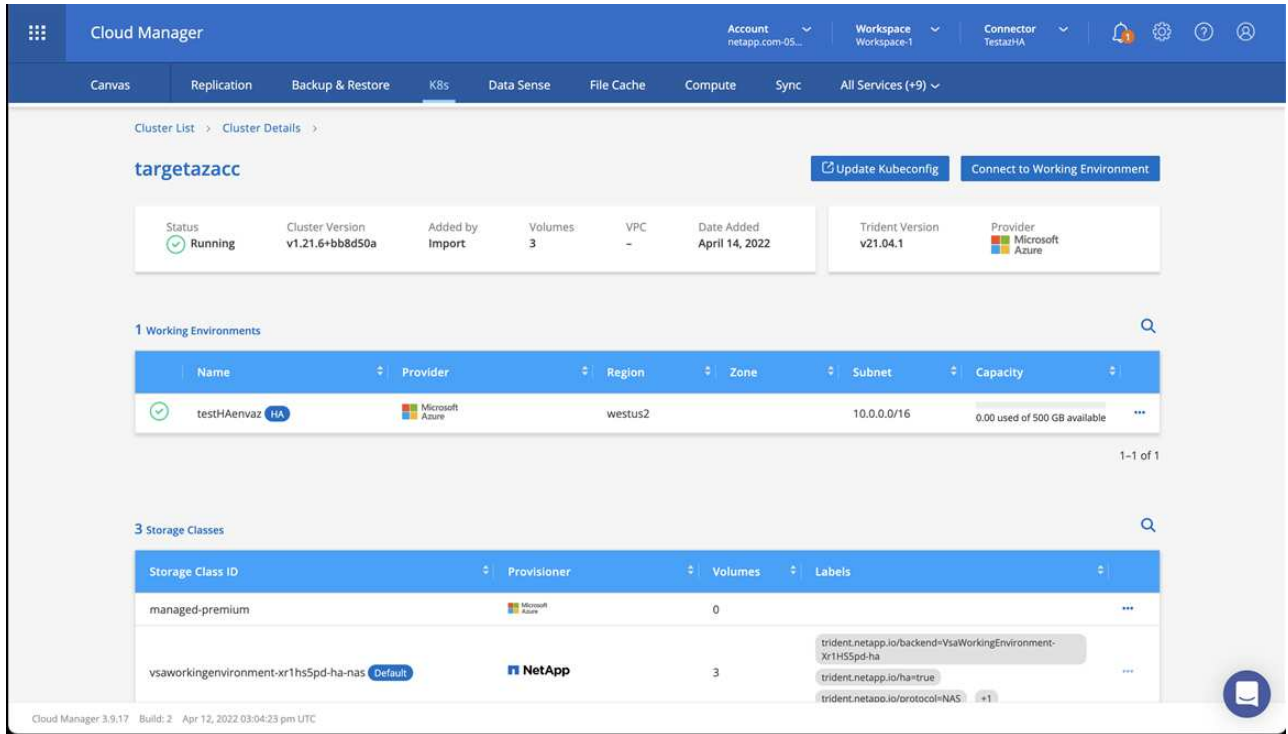 Cloud Manager
Account
netapp.com-05...
Workspace
Workspace-1
Connector
TestazHA
1
Canvas Replication Backup & Restore K8s Data Sense File Cache Compute Sync All Services (+9)
Cluster List > Cluster Details >
targetazacc
Update Kubeconfig
Connect to Working Environment
Status
Running
Cluster Version
v1.21.6+bb8d50a
Added by
Import
Volumes
3
VPC
–
Date Added
April 14, 2022
Trident Version
v21.04.1
Provider
Microsoft
Azure
1 Working Environments
Name Provider Region Zone Subnet Capacity
testHAenvaz HA
Microsoft
Azure
westus2
10.0.0.0/16
0.00 used of 500 GB available
1–1 of 1
3 Storage Classes
Storage Class ID Provisioner Volumes Labels
managed-premium
Microsoft
Azure
0
vsaworkingenvironment-xr1hs5pd-ha-nas Default
NetApp
3
trident.netapp.io/backend=VsaWorkingEnvironment-
Xr1HS5pd-ha
trident.netapp.io/ha=true
trident.netapp.io/protocol=NAS +1
Cloud Manager 3.9.17 Build: 2 Apr 12, 2022 03:04:23 pm UTC